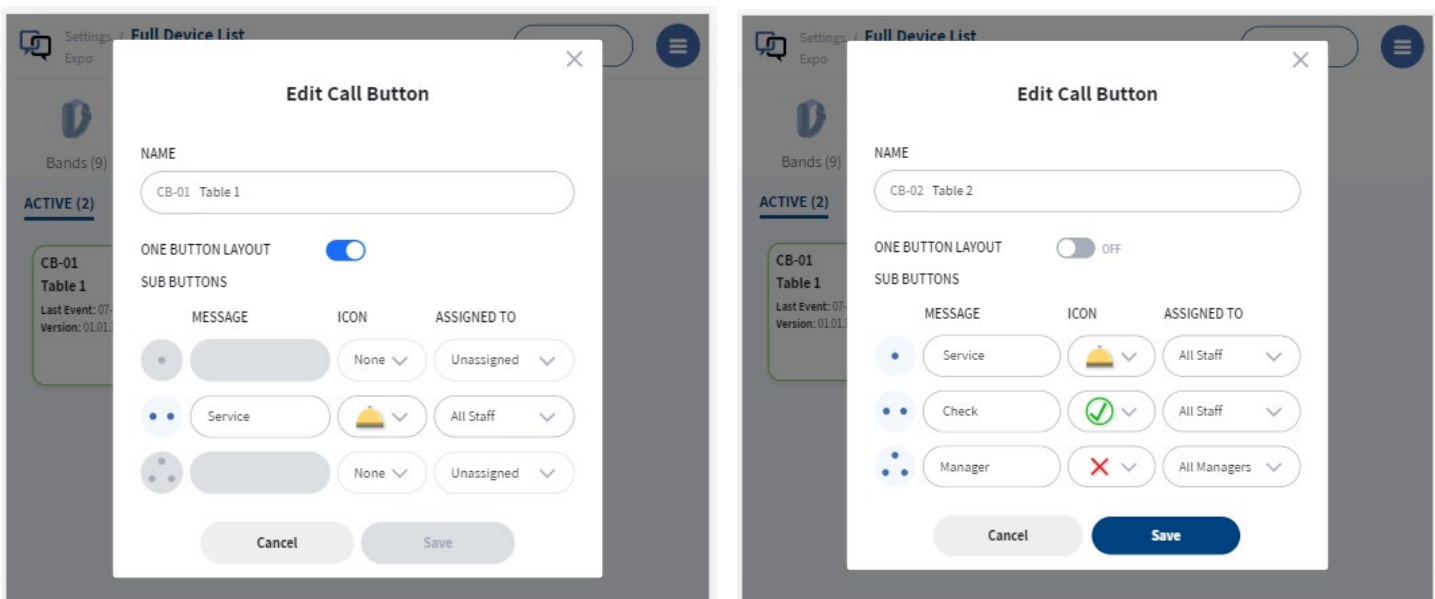 Settings / Full Device List
Expo
Edit Call Button
Bands (9)
NAME
CB-01 Table 1
ACTIVE (2)
ONE BUTTON LAYOUT
CB-01
Table 1
SUB BUTTONS
Last Event: 07-
Version: 01.01.
MESSAGE ICON ASSIGNED TO
None Unassigned
Service All Staff
None Unassigned
Cancel Save
Settings / Full Device List
Expo
Edit Call Button
Bands (9)
NAME
CB-02 Table 2
ACTIVE (2)
ONE BUTTON LAYOUT OFF
CB-01
Table 1
SUB BUTTONS
Last Event: 07-
Version: 01.01.
MESSAGE ICON ASSIGNED TO
Service All Staff
Check All Staff
Manager All Managers
Cancel Save